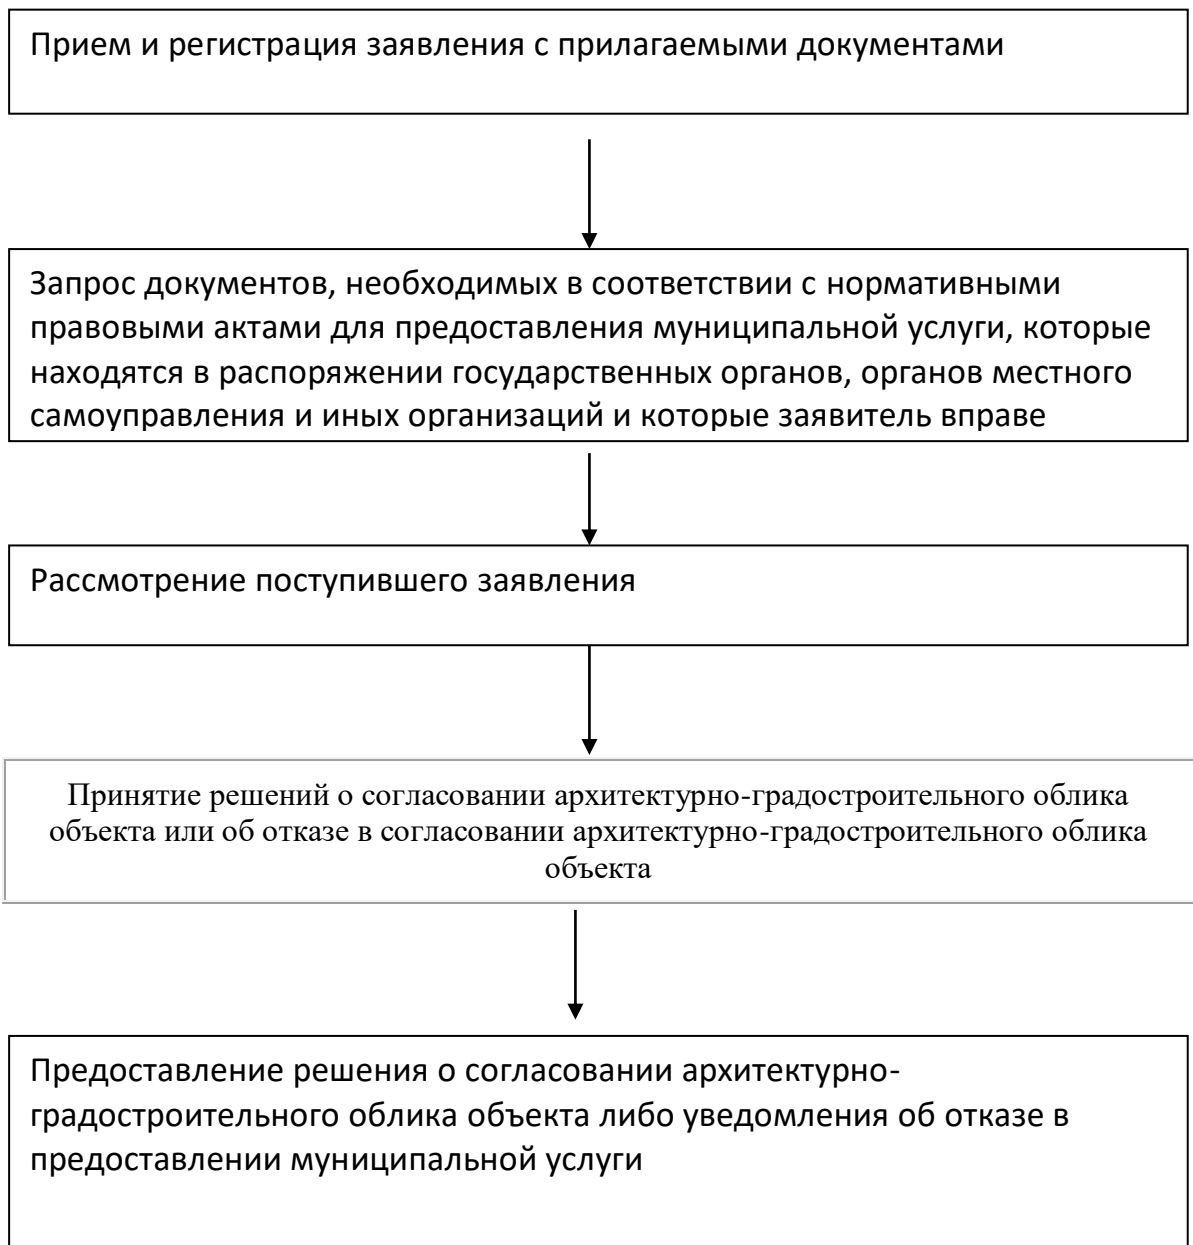 Прием и регистрация заявления с прилагаемыми документами
Запрос документов, необходимых в соответствии с нормативными
правовыми актами для предоставления муниципальной услуги, которые
находятся в распоряжении государственных органов, органов местного
самоуправления и иных организаций и которые заявитель вправе
Рассмотрение поступившего заявления
Принятие решений о согласовании архитектурно-градостроительного облика
объекта или об отказе в согласовании архитектурно-градостроительного облика
объекта
Предоставление решения о согласовании архитектурно-
градостроительного облика объекта либо уведомления об отказе в
предоставлении муниципальной услуги